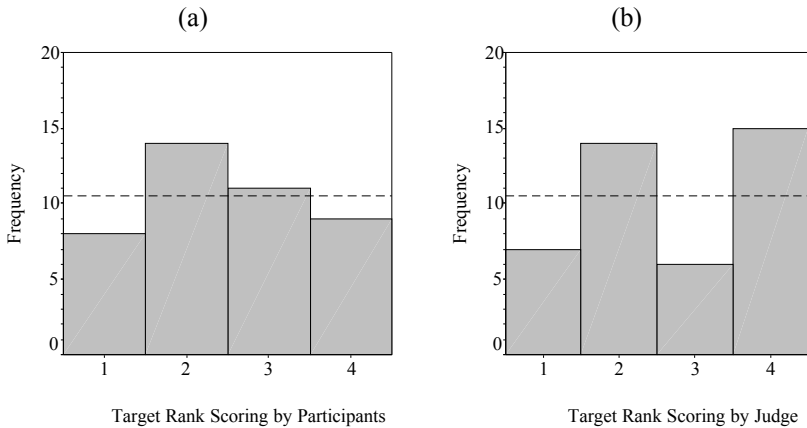 (a)
20
15
10
5
0
Frequency
1 2 3 4
Target Rank Scoring by Participants
(b)
20
15
10
5
0
Frequency
1 2 3 4
Target Rank Scoring by Judge